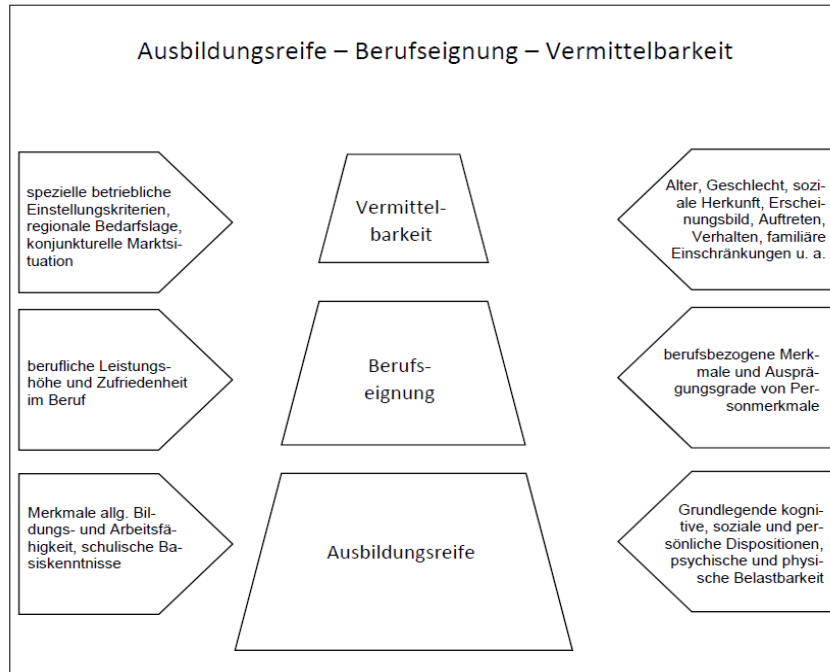 Ausbildungsreife – Berufseignung – Vermittelbarkeit
spezielle betriebliche
Einstellungskriterien,
regionale Bedarfslage,
konjunkturelle Marktsi-
tuation
Vermittel-
barkeit
Alter, Geschlecht, sozi-
ale Herkunft, Erschei-
nungsbild, Auftreten,
Verhalten, familiäre
Einschränkungen u. a.
berufliche Leistungs-
höhe und Zufriedenheit
im Beruf
Berufs-
eignung
berufsbezogene Merk-
male und Ausprä-
gungsgrade von Per-
sonmerkmale
Merkmale allg. Bil-
dungs- und Arbeitsfä-
higkeit, schulische Ba-
siskenntnisse
Ausbildungsreife
Grundlegende kogni-
tive, soziale und per-
sönliche Dispositionen,
psychische und physi-
sche Belastbarkeit